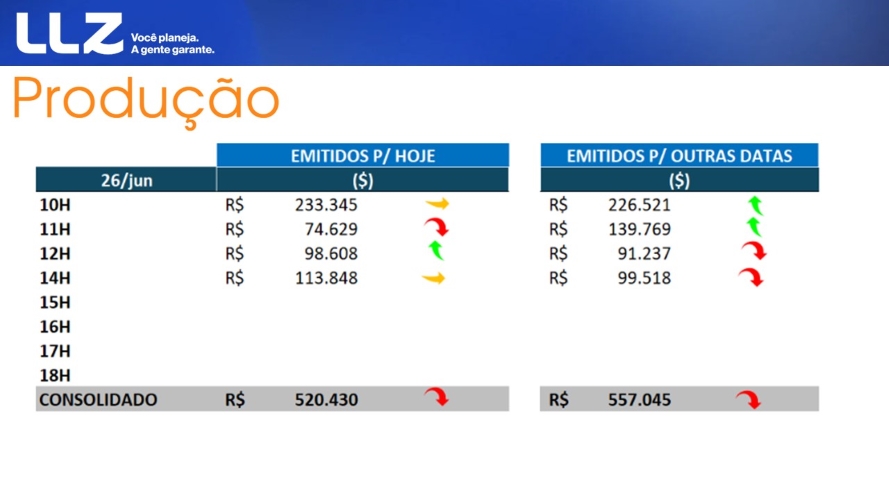 LLZ Você planeja.
A gente garante.
Produção
EMITIDOS P/ HOJE EMITIDOS P/ OUTRAS DATAS
26/jun ($) ($)
10H R$ 233.345 R$ 226.521
11H R$ 74.629 R$ 139.769
12H R$ 98.608 R$ 91.237
14H R$ 113.848 R$ 99.518
15H
16H
17H
18H
CONSOLIDADO R$ 520.430 R$ 557.045